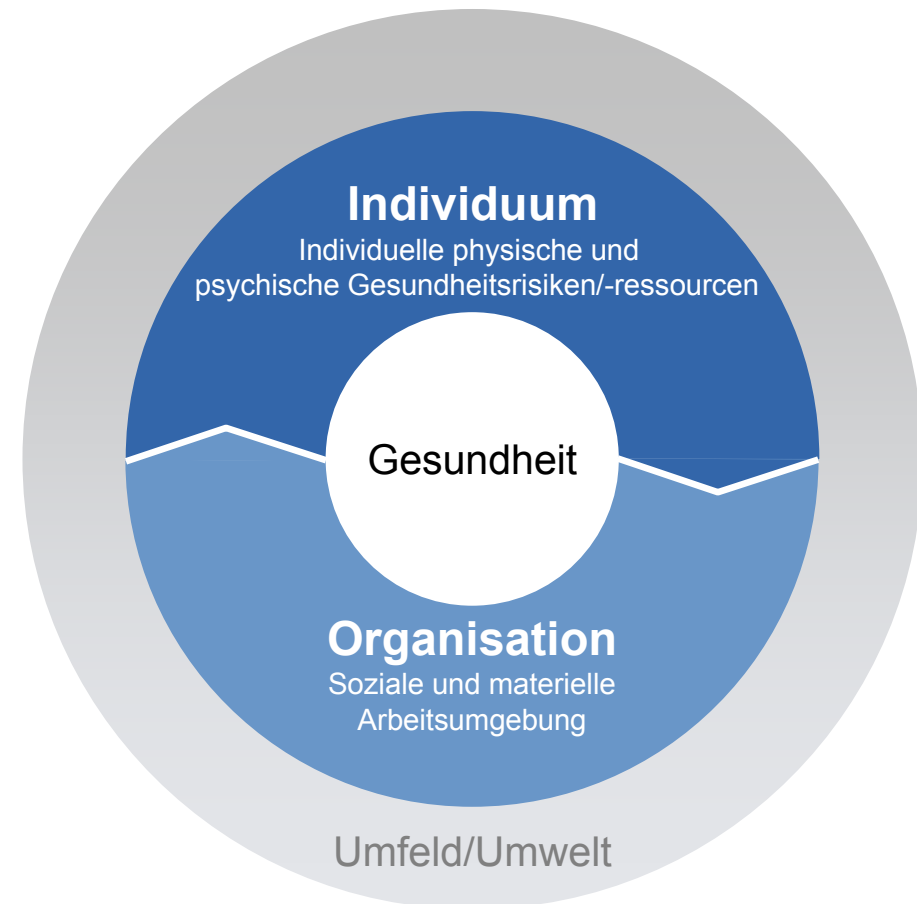 Individuum
Individuelle physische und
psychische Gesundheitsrisiken/-ressourcen
Gesundheit
Organisation
Soziale und materielle
Arbeitsumgebung
Umfeld/Umwelt